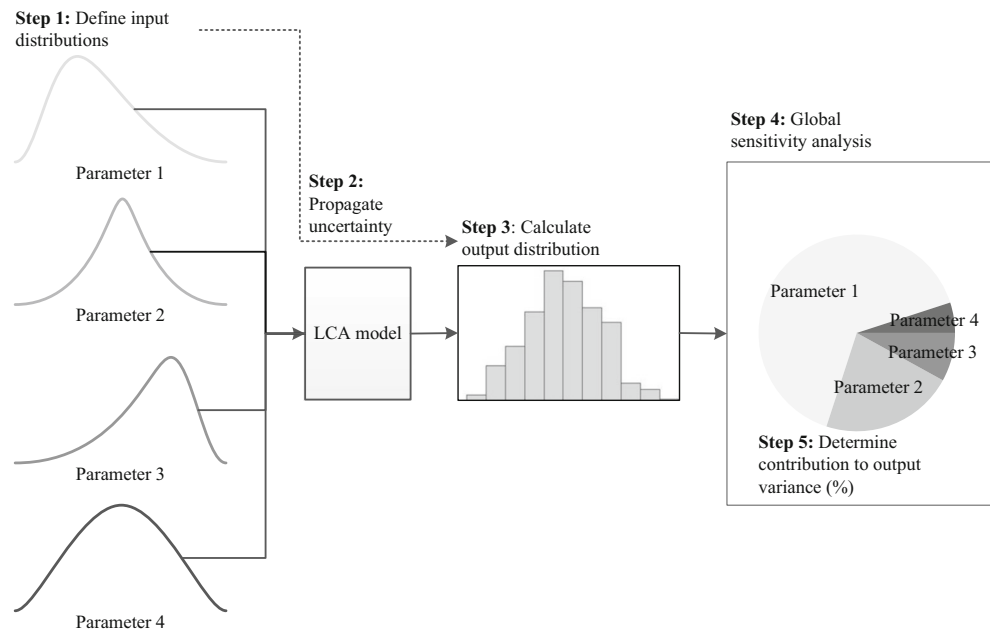 Step 1: Define input
distributions
Parameter 1
Parameter 2
Parameter 3
Parameter 4
Step 2:
Propagate
uncertainty
LCA model
Step 3: Calculate
output distribution
Step 4: Global
sensitivity analysis
Parameter 1
Parameter 4
Parameter 3
Parameter 2
Step 5: Determine
contribution to output
variance (%)